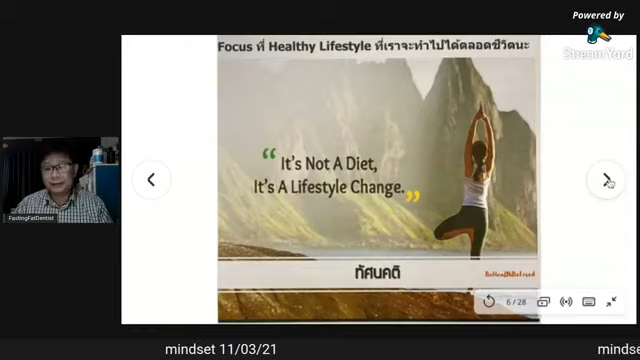 Powered by
StreamYard
Focus ที่ Healthy Lifestyle ที่เราจะทำไปได้ตลอดชีวิตนะ
“ It's Not A Diet,
It's A Lifestyle Change. ”
FastingFatDentist
ทัศนคติ
BeHealthBeLoved
6 / 28
mindset 11/03/21
mindse